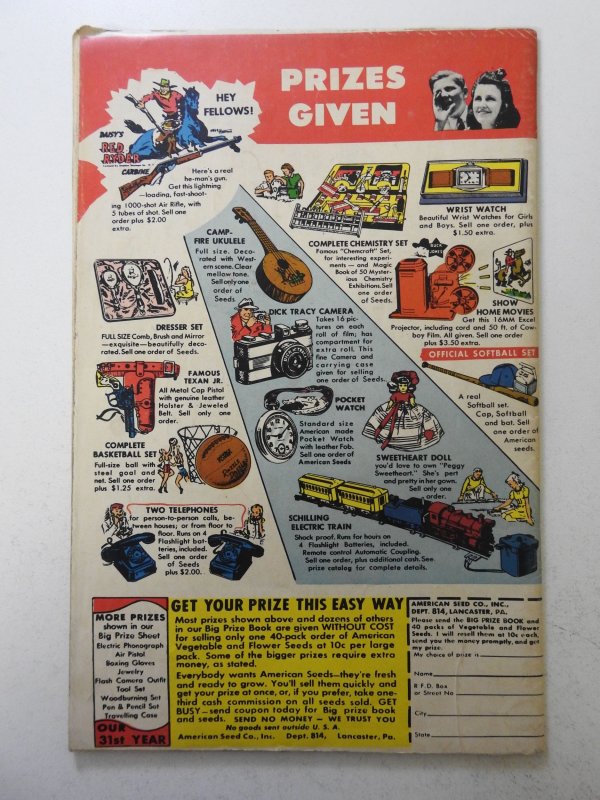 PRIZES
GIVEN
HEY
FELLOWS!
DAISY'S
RED
RYDER
CARBINE
Here's a real
he-man's gun.
Get this lightning
—loading, fast-shoot-
ing 1000-shot Air Rifle, with
5 tubes of shot. Sell one
order plus $2.00
extra.
CAMP-
FIRE UKULELE
Full size. Deco-
rated with West-
ern scene. Clear
mellow tone.
Sell only one
order of
Seeds.
COMPLETE CHEMISTRY SET
Famous "Chemcraft" Set,
for interesting experi-
ments — and Magic
Book of 50 Myster-
ious Chemistry
Exhibitions. Sell
one order
of Seeds.
WRIST WATCH
Beautiful Wrist Watches for Girls
and Boys. Sell one order, plus
$1.50 extra.
BUCK
JONES
SHOW
HOME MOVIES
Get this 16MM Excel
Projector, including cord and 50 ft. of Cow-
boy Film. All given. Sell one order
plus $3.50 extra.
DRESSER SET
FULL SIZE Comb, Brush and Mirror
—exquisite—beautifully deco-
rated. Sell one order of Seeds.
DICK TRACY CAMERA
Takes 16 pic-
tures on each
roll of film; has
compartment for
extra roll. This
fine Camera and
carrying case
given for selling
one order of Seeds.
OFFICIAL SOFTBALL SET
A real
Softball set.
Cap, Softball
and bat. Sell
one order of
American
seeds.
FAMOUS
TEXAN JR.
All Metal Cap Pistol
with genuine leather
Holster & Jeweled
Belt. Sell only one
order.
POCKET
WATCH
Standard size
American made
Pocket Watch
with leather Fob.
Sell one order of
American Seeds
SWEETHEART DOLL
you'd love to own "Peggy
Sweetheart." She's pert
and pretty in her gown.
Sell only one
order.
COMPLETE
BASKETBALL SET
Full-size ball with
steel goal and
net. Sell one order
plus $1.25 extra.
TWO TELEPHONES
for person-to-person calls, be-
tween houses; or from floor to
floor. Runs on 4
Flashlight bat-
teries, included.
Sell one order
of Seeds
plus $2.00.
SCHILLING
ELECTRIC TRAIN
Shock proof. Runs for hours on
4 Flashlight Batteries, included.
Remote control Automatic Coupling.
Sell one order, plus additional cash. See
prize catalog for complete details.
MORE PRIZES
shown in our
Big Prize Sheet
Electric Phonograph
Air Pistol
Boxing Gloves
Jewelry
Flash Camera Outfit
Tool Set
Woodburning Set
Pen & Pencil Set
Travelling Case
OUR
31st YEAR
GET YOUR PRIZE THIS EASY WAY
Most prizes shown above and dozens of others
in our Big Prize Book are given WITHOUT COST
for selling only one 40-pack order of American
Vegetable and Flower Seeds at 10c per large
pack. Some of the bigger prizes require extra
money, as stated.
Everybody wants American Seeds—they're fresh
and ready to grow. You'll sell them quickly and
get your prize at once, or, if you prefer, take one-
third cash commission on all seeds sold. GET
BUSY—send coupon today for Big prize book
and seeds. SEND NO MONEY — WE TRUST YOU
No goods sent outside U. S. A.
American Seed Co., Inc. Dept. 814, Lancaster, Pa.
AMERICAN SEED CO., INC.,
DEPT. 814, LANCASTER, PA.
Please send the BIG PRIZE BOOK and
40 packs of Vegetable and Flower
Seeds. I will resell them at 10c each,
send you the money promptly, and get
my prize.
My choice of prize is
Name
R F.D. Box
or Street No
City
State